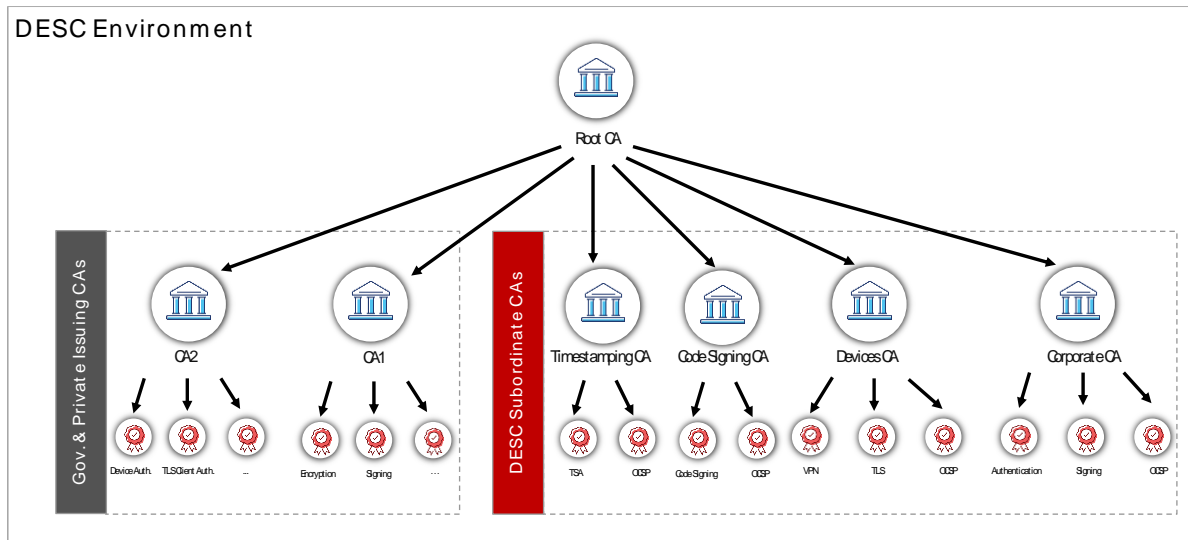 DESC Environment
Root CA
Gov. & Private Issuing CAs
CA2
CA1
Device Auth.
TLS Client Auth.
...
Encryption
Signing
...
DESC Subordinate CAs
Timestamping CA
Code Signing CA
Devices CA
Corporate CA
TSA
OCSP
Code Signing
OCSP
VPN
TLS
OCSP
Authentication
Signing
OCSP